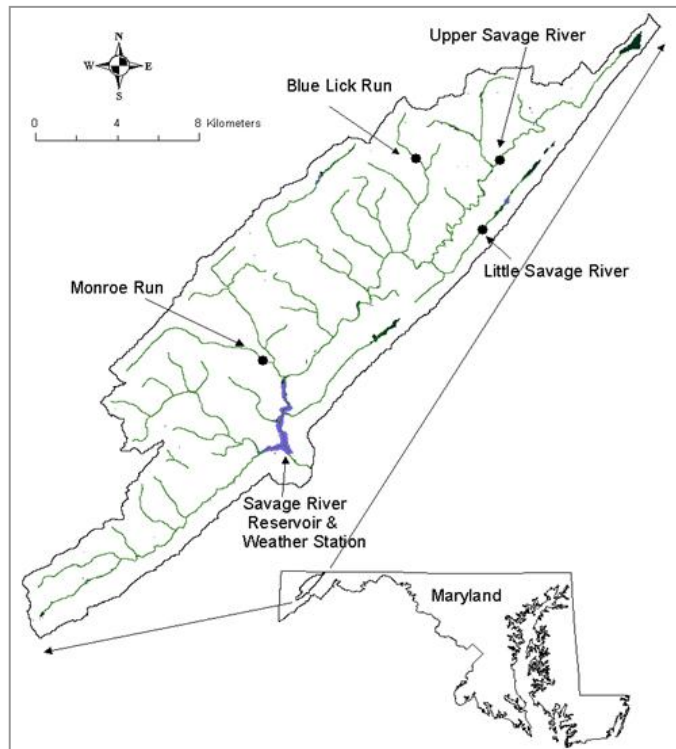 Upper Savage River
N
W E
S
Blue Lick Run
0 4 8 Kilometers
Little Savage River
Monroe Run
Savage River
Reservoir &
Weather Station
Maryland